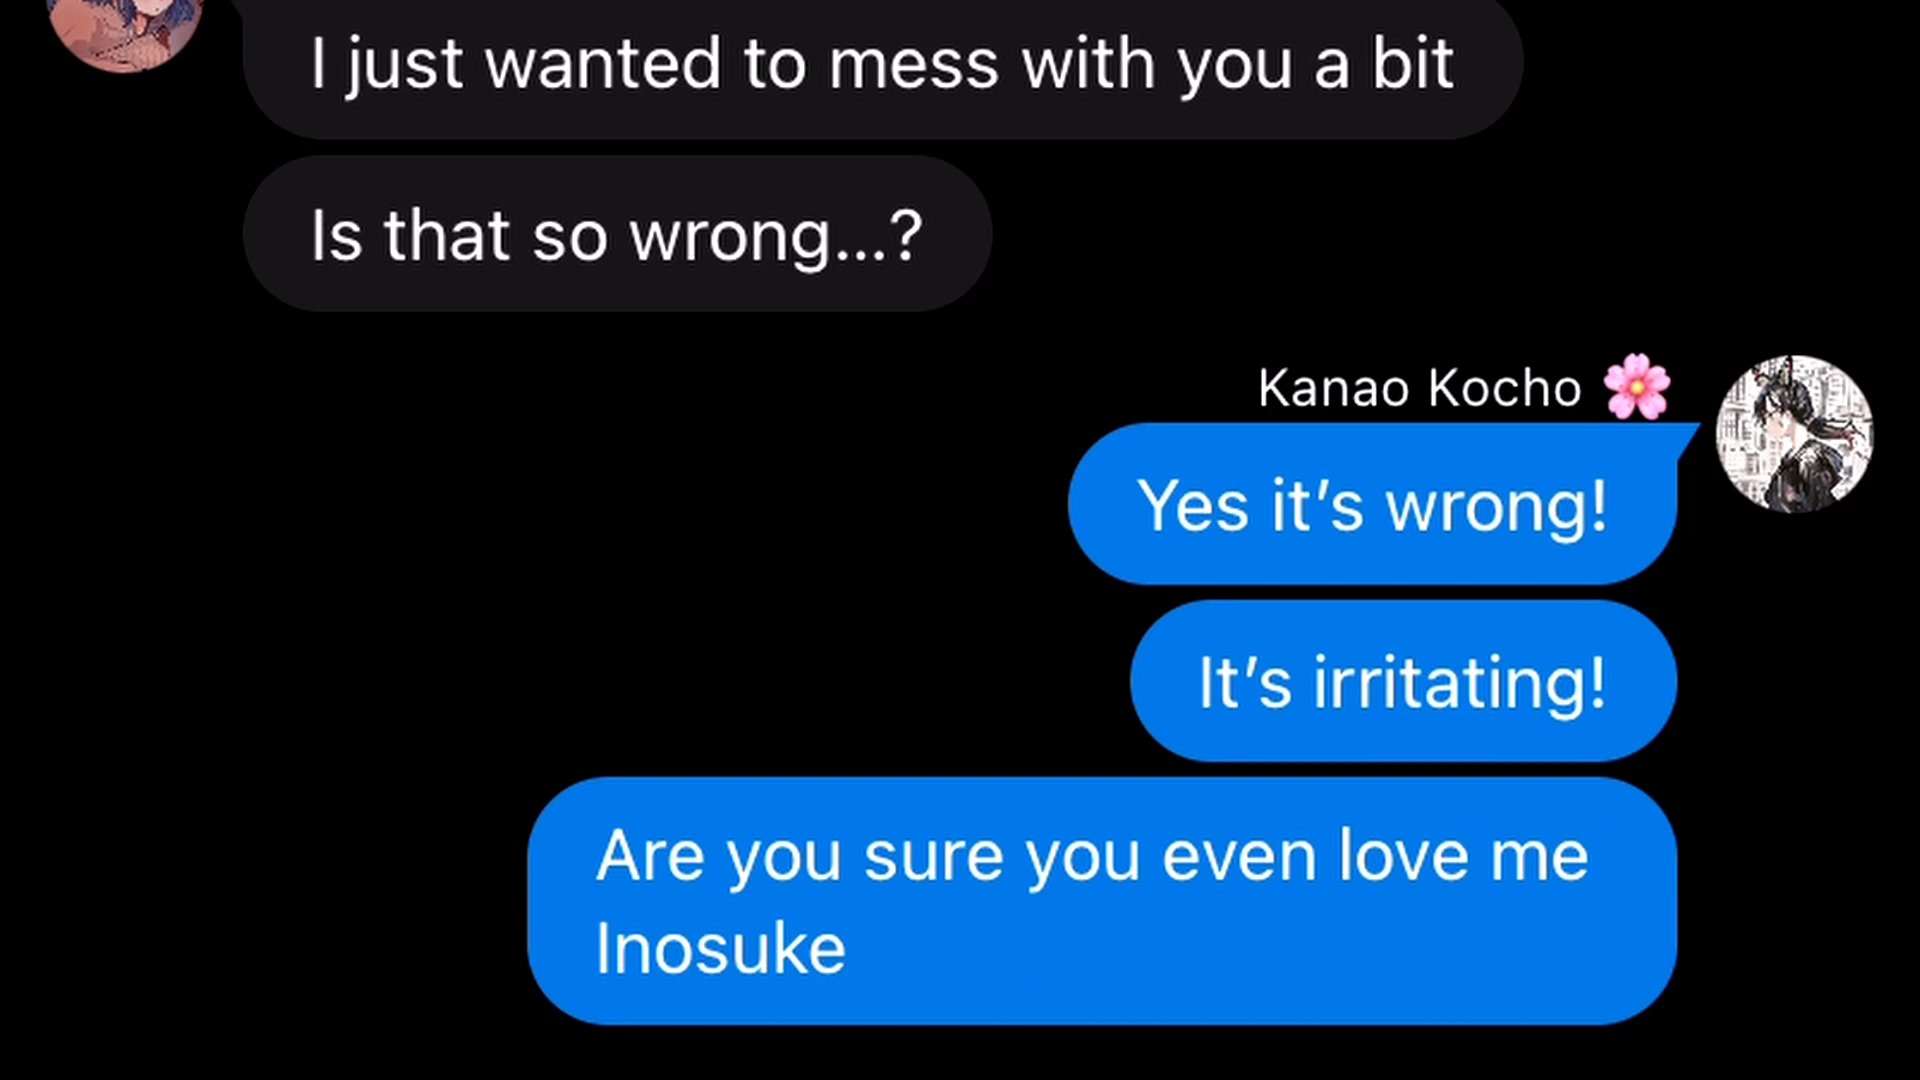 I just wanted to mess with you a bit
Is that so wrong...?
Kanao Kocho 🌸
Yes it’s wrong!
It’s irritating!
Are you sure you even love me
Inosuke